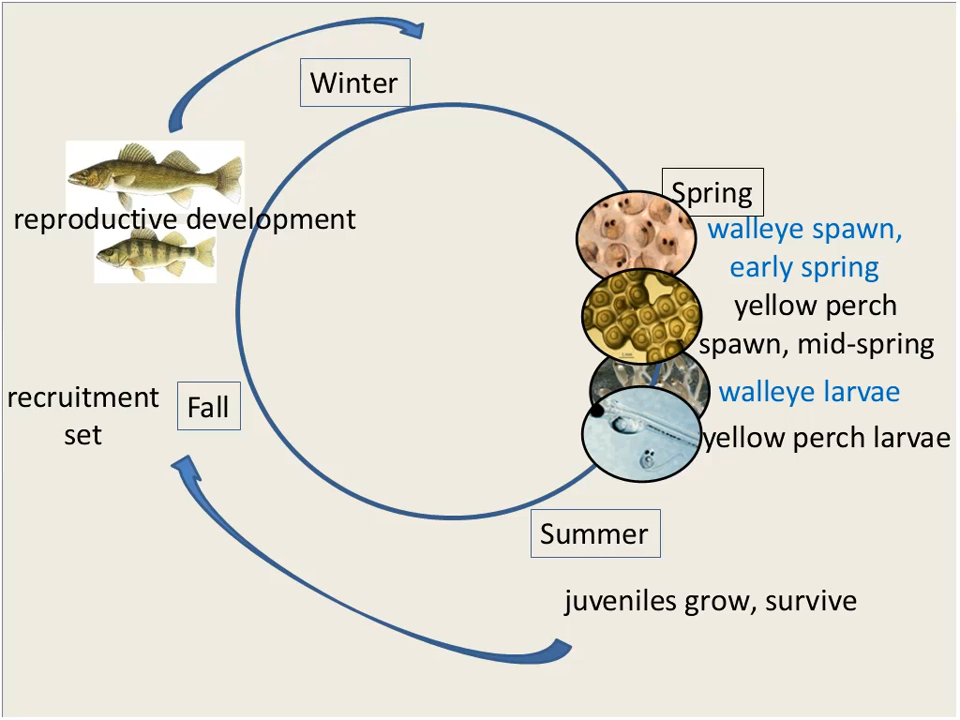 Winter
Spring
walleye spawn,
early spring
reproductive development
yellow perch
spawn, mid-spring
walleye larvae
yellow perch larvae
recruitment
set
Fall
Summer
juveniles grow, survive